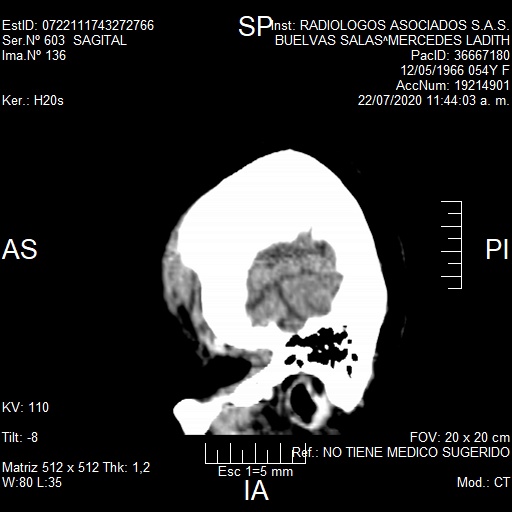 EstID: 0722111743272766
Ser.Nº 603  SAGITAL
Ima.Nº 136
Ker.: H20s
SP
Inst: RADIOLOGOS ASOCIADOS S.A.S.
BUELVAS SALAS^MERCEDES LADITH
PacID: 36667180
12/05/1966 054Y F
AccNum: 19214901
22/07/2020 11:44:03 a. m.
AS
PI
KV: 110
Tilt: -8
Matriz 512 x 512 Thk: 1,2
W:80 L:35
Esc 1=5 mm
IA
FOV: 20 x 20 cm
Ref.: NO TIENE MEDICO SUGERIDO
Mod.: CT